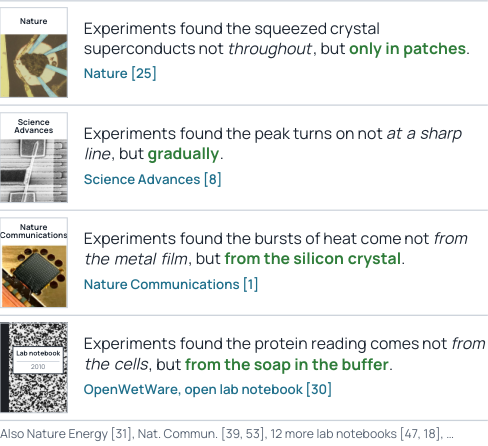 Nature
Experiments found the squeezed crystal
superconducts not throughout, but only in patches.
Nature [25]
Science
Advances
Experiments found the peak turns on not at a sharp
line, but gradually.
Science Advances [8]
Nature
Communications
Experiments found the bursts of heat come not from
the metal film, but from the silicon crystal.
Nature Communications [1]
Lab notebook
2010
Experiments found the protein reading comes not from
the cells, but from the soap in the buffer.
OpenWetWare, open lab notebook [30]
Also Nature Energy [31], Nat. Commun. [39, 53], 12 more lab notebooks [47, 18], ...